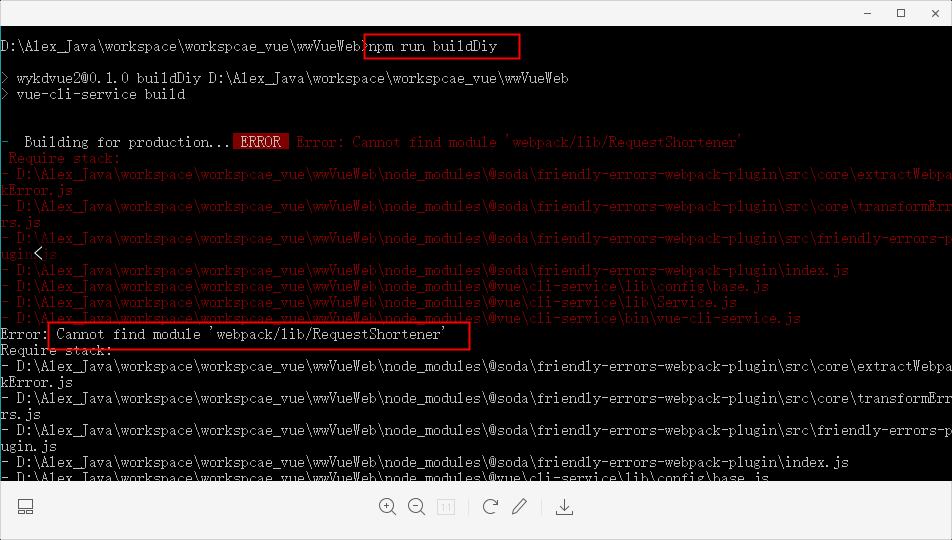 D:\Alex_Java\workspace\workspcae_vue\wwVueWeb>npm run buildDiy
> wykdvue2@0.1.0 buildDiy D:\Alex_Java\workspace\workspcae_vue\wwVueWeb
> vue-cli-service build
-  Building for production... ERROR  Error: Cannot find module 'webpack/lib/RequestShortener'
Require stack:
- D:\Alex_Java\workspace\workspcae_vue\wwVueWeb\node_modules\@soda\friendly-errors-webpack-plugin\src\core\extractWebpa
kError.js
- D:\Alex_Java\workspace\workspcae_vue\wwVueWeb\node_modules\@soda\friendly-errors-webpack-plugin\src\core\transformErr
rs.js
- D:\Alex_Java\workspace\workspcae_vue\wwVueWeb\node_modules\@soda\friendly-errors-webpack-plugin\src\friendly-errors-p
ugin.js
- D:\Alex_Java\workspace\workspcae_vue\wwVueWeb\node_modules\@soda\friendly-errors-webpack-plugin\index.js
- D:\Alex_Java\workspace\workspcae_vue\wwVueWeb\node_modules\@vue\cli-service\lib\config\base.js
- D:\Alex_Java\workspace\workspcae_vue\wwVueWeb\node_modules\@vue\cli-service\lib\Service.js
- D:\Alex_Java\workspace\workspcae_vue\wwVueWeb\node_modules\@vue\cli-service\bin\vue-cli-service.js
Error: Cannot find module 'webpack/lib/RequestShortener'
Require stack:
- D:\Alex_Java\workspace\workspcae_vue\wwVueWeb\node_modules\@soda\friendly-errors-webpack-plugin\src\core\extractWebpa
kError.js
- D:\Alex_Java\workspace\workspcae_vue\wwVueWeb\node_modules\@soda\friendly-errors-webpack-plugin\src\core\transformErr
rs.js
- D:\Alex_Java\workspace\workspcae_vue\wwVueWeb\node_modules\@soda\friendly-errors-webpack-plugin\src\friendly-errors-p
ugin.js
- D:\Alex_Java\workspace\workspcae_vue\wwVueWeb\node_modules\@soda\friendly-errors-webpack-plugin\index.js
- D:\Alex_Java\workspace\workspcae_vue\wwVueWeb\node_modules\@vue\cli-service\lib\config\base.js
1:1